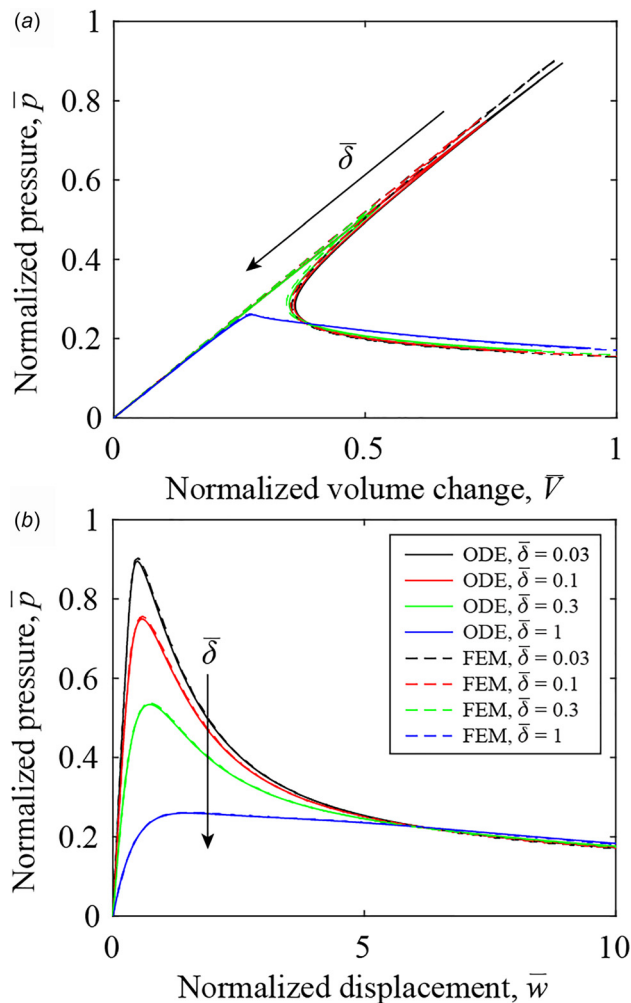 (a)
Normalized pressure, p̅
1
0.8
0.6
0.4
0.2
0
δ̅
0
0.5
1
Normalized volume change, V̅
(b)
Normalized pressure, p̅
1
0.8
0.6
0.4
0.2
0
δ̅
ODE, δ̅ = 0.03
ODE, δ̅ = 0.1
ODE, δ̅ = 0.3
ODE, δ̅ = 1
FEM, δ̅ = 0.03
FEM, δ̅ = 0.1
FEM, δ̅ = 0.3
FEM, δ̅ = 1
0
5
10
Normalized displacement, w̅